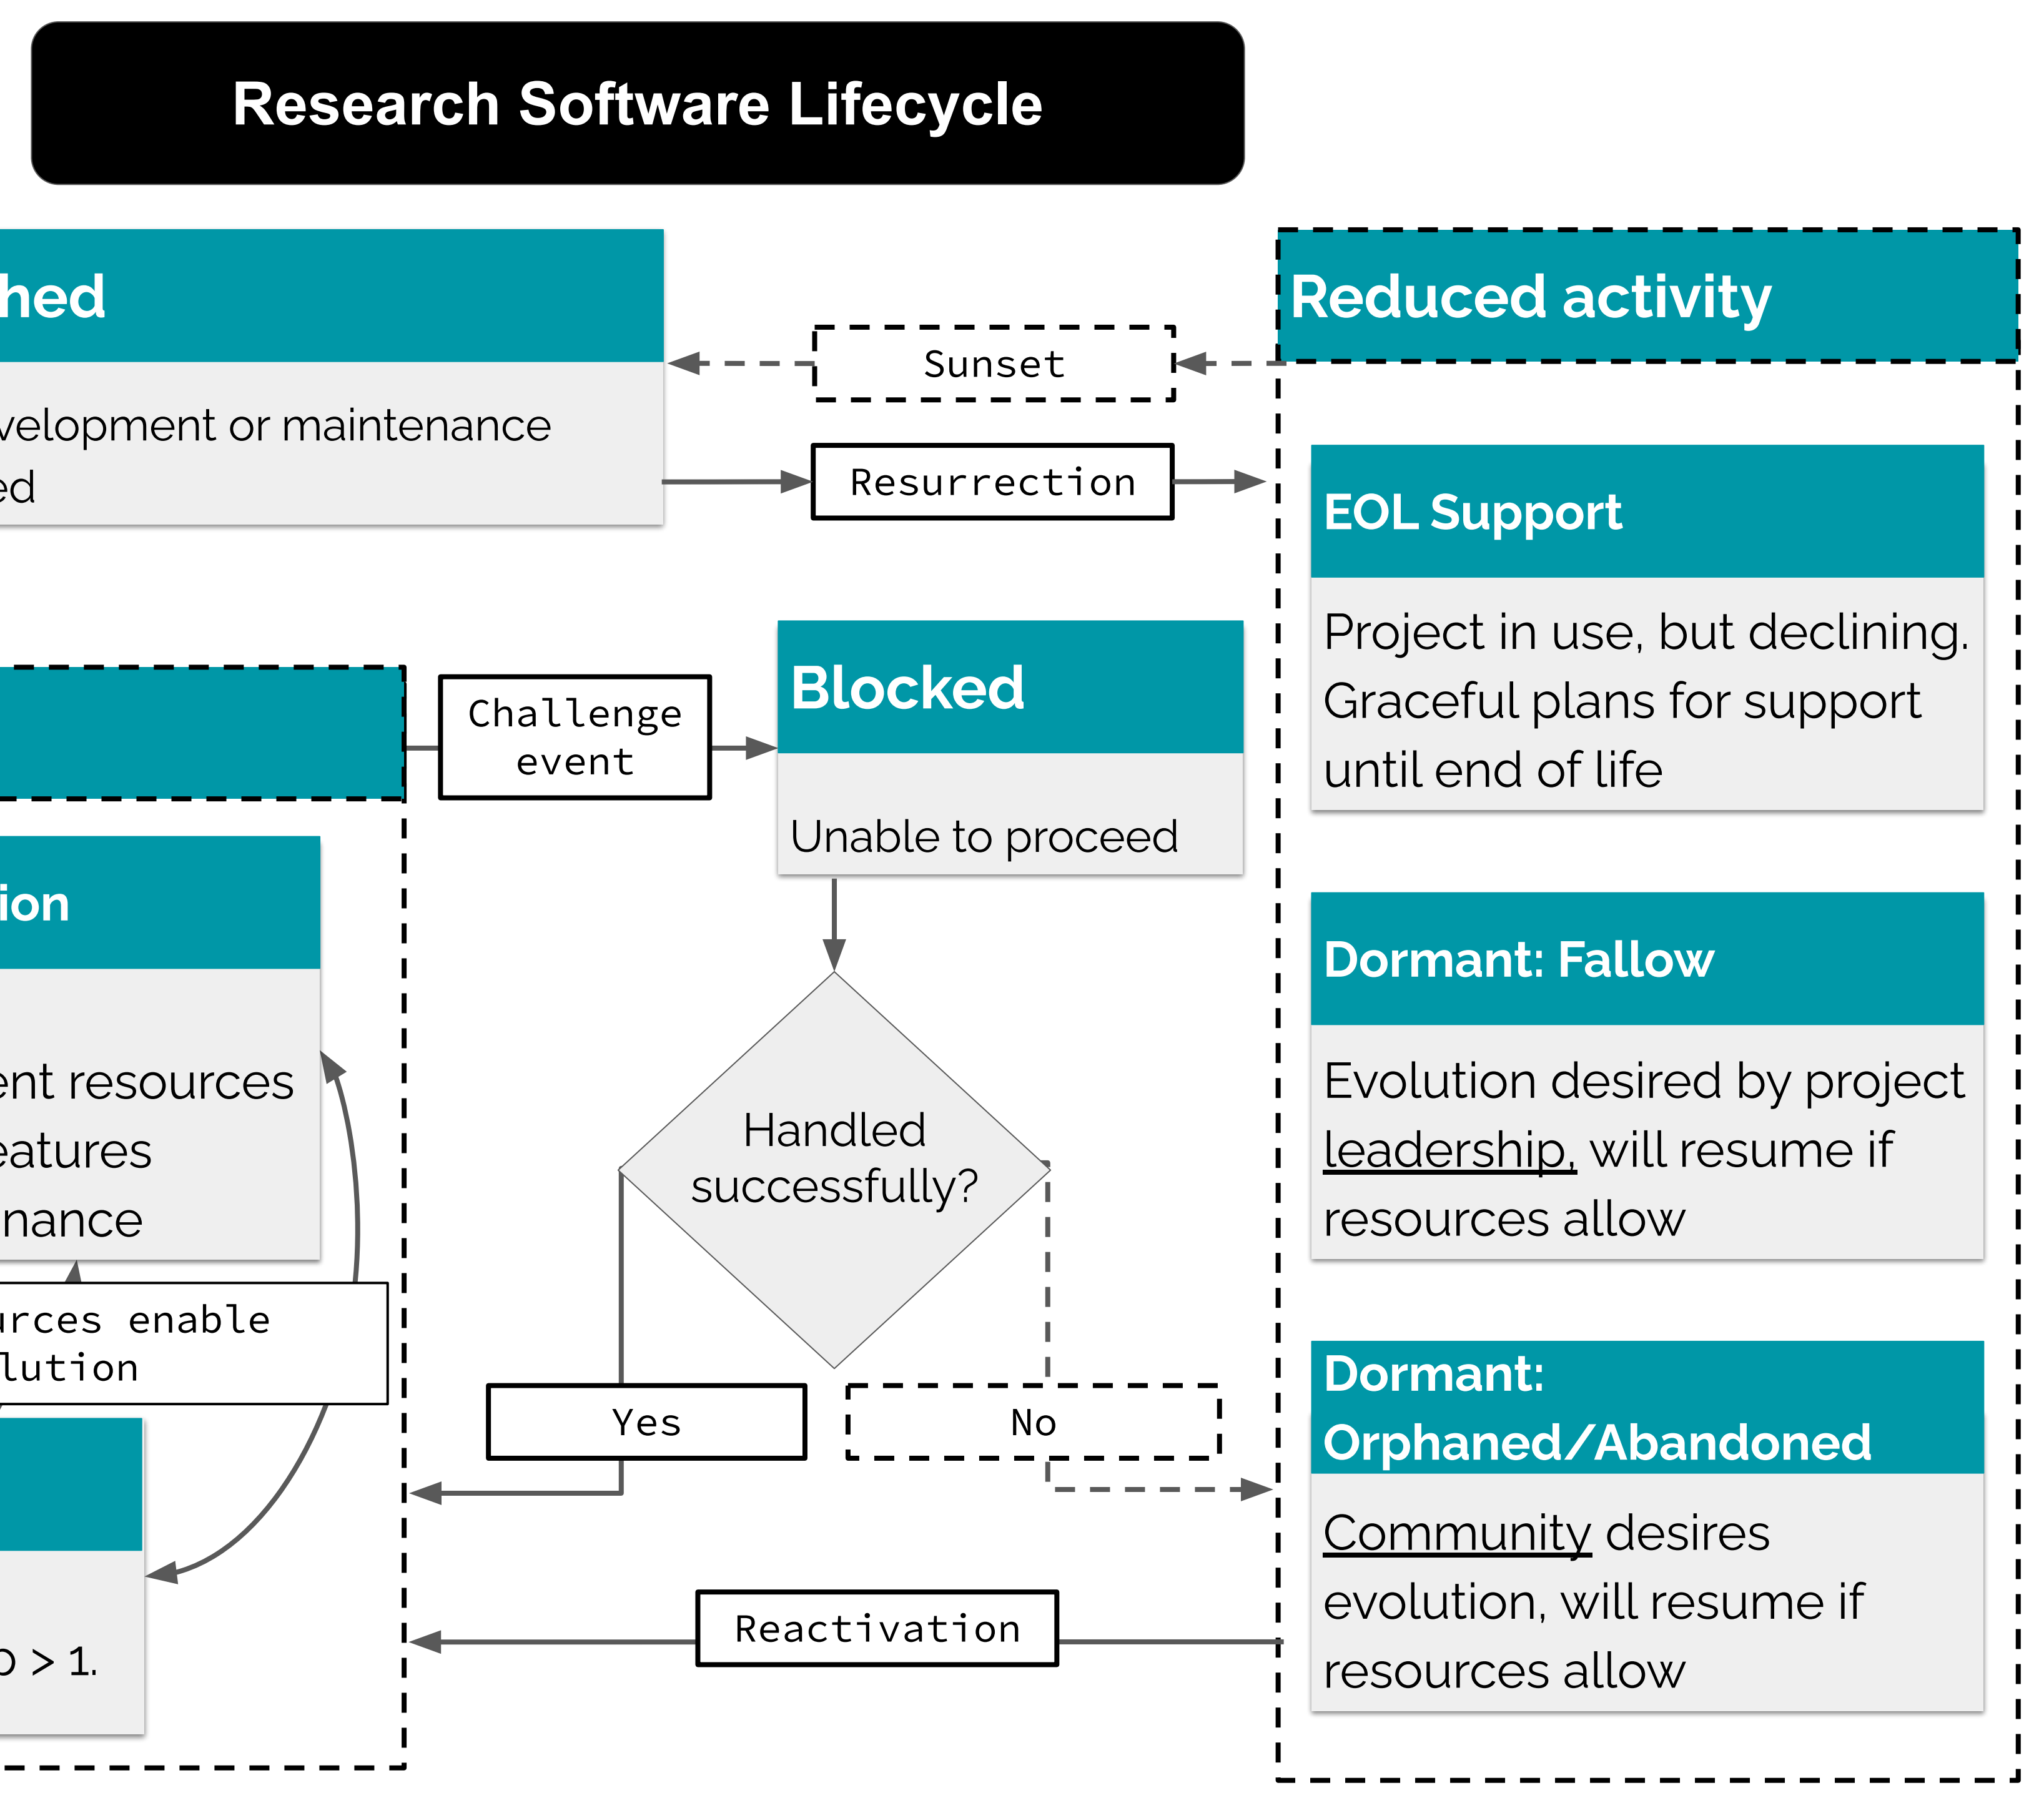 Research Software Lifecycle
hed
velopment or maintenance
ed
Sunset
Resurrection
Reduced activity
EOL Support
Project in use, but declining.
Graceful plans for support
until end of life
Challenge
event
Blocked
Unable to proceed
ion
ent resources
eatures
nance
urces enable
lution
> 1.
Handled
successfully?
Yes
No
Reactivation
Dormant: Fallow
Evolution desired by project
leadership, will resume if
resources allow
Dormant:
Orphaned/Abandoned
Community desires
evolution, will resume if
resources allow